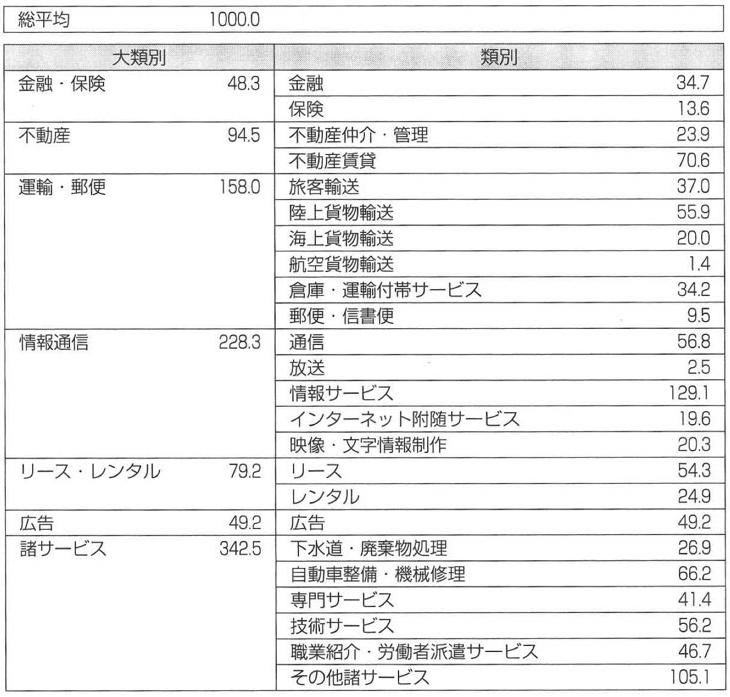 総平均 1000.0
大類別 類別
金融・保険 48.3 金融 34.7
保険 13.6
不動産 94.5 不動産仲介・管理 23.9
不動産賃貸 70.6
運輸・郵便 158.0 旅客輸送 37.0
陸上貨物輸送 55.9
海上貨物輸送 20.0
航空貨物輸送 1.4
倉庫・運輸付帯サービス 34.2
郵便・信書便 9.5
情報通信 228.3 通信 56.8
放送 2.5
情報サービス 129.1
インターネット附随サービス 19.6
映像・文字情報制作 20.3
リース・レンタル 79.2 リース 54.3
レンタル 24.9
広告 49.2 広告 49.2
諸サービス 342.5 下水道・廃棄物処理 26.9
自動車整備・機械修理 66.2
専門サービス 41.4
技術サービス 56.2
職業紹介・労働者派遣サービス 46.7
その他諸サービス 105.1